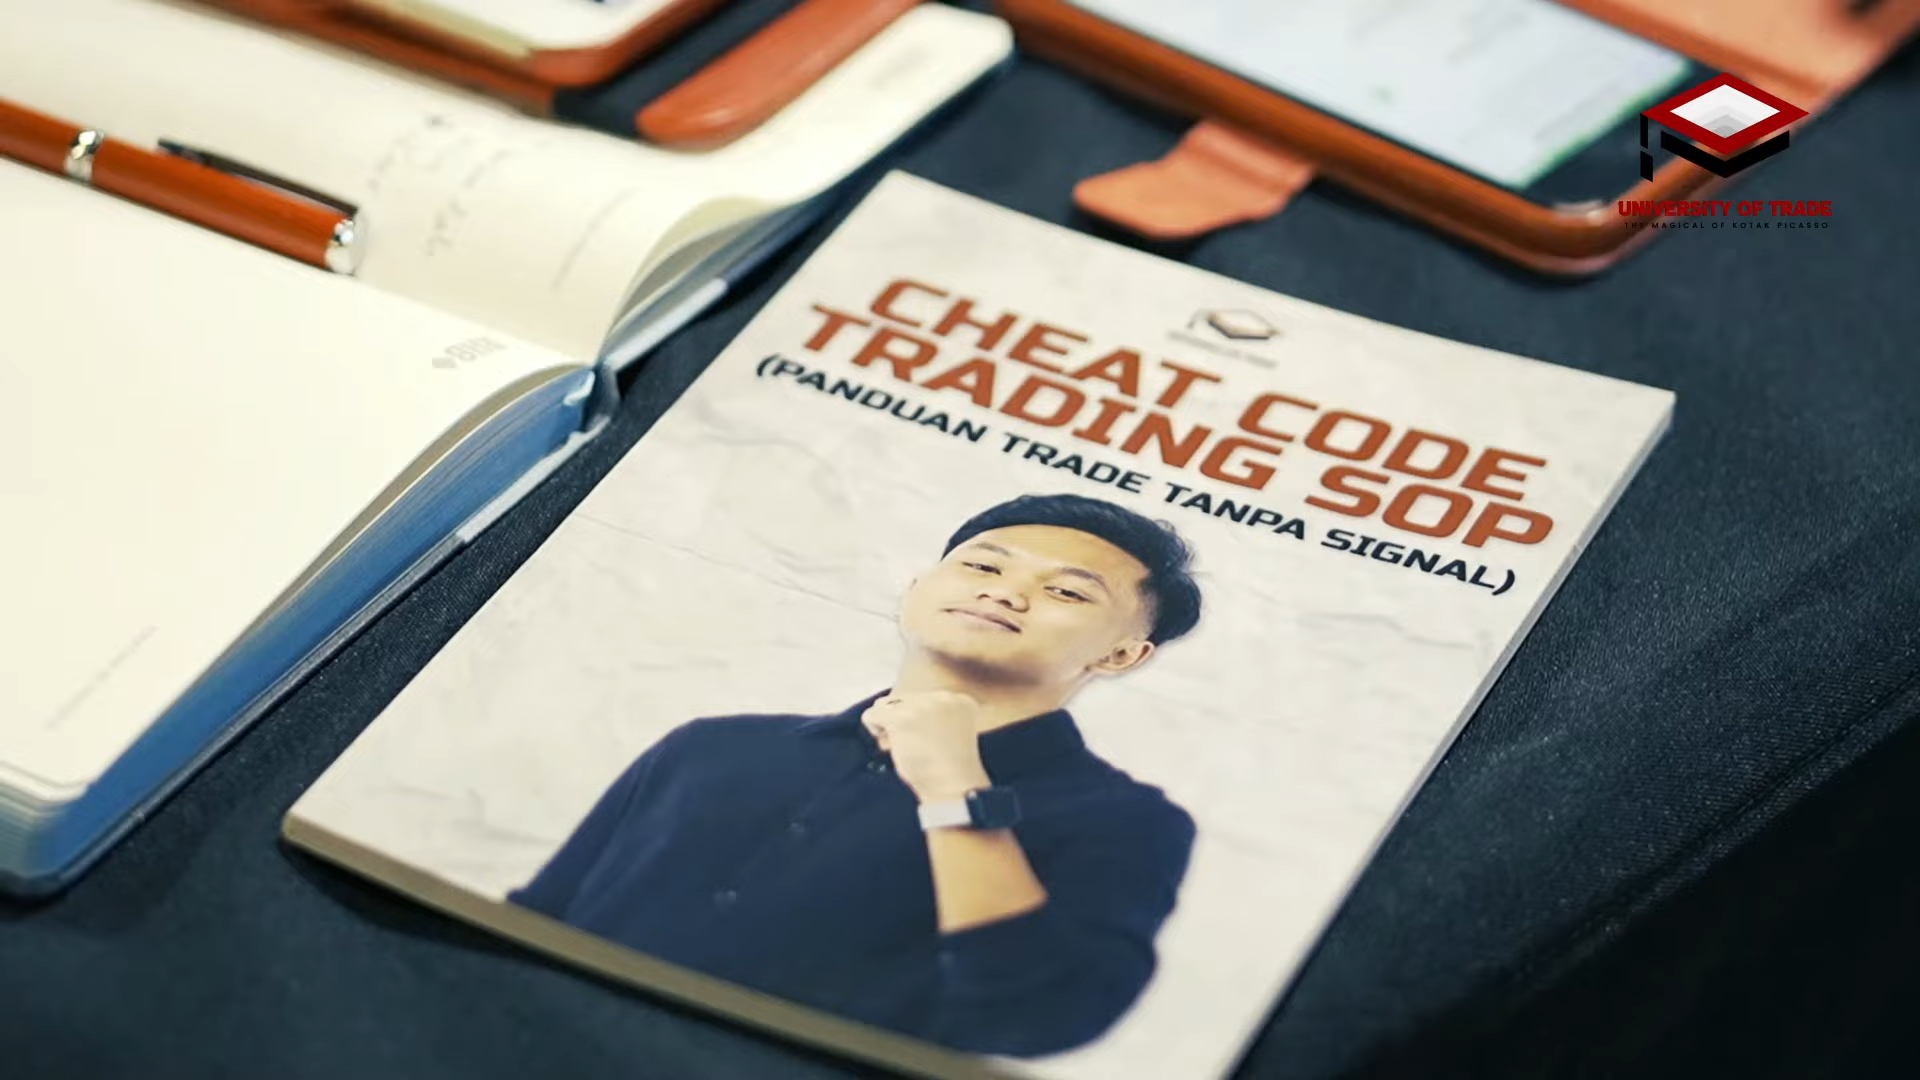 UNIVERSITY OF TRADE
THE MAGICAL OF KOTAK PICASSO
CHEAT CODE
TRADING SOP
(PANDUAN TRADE TANPA SIGNAL)